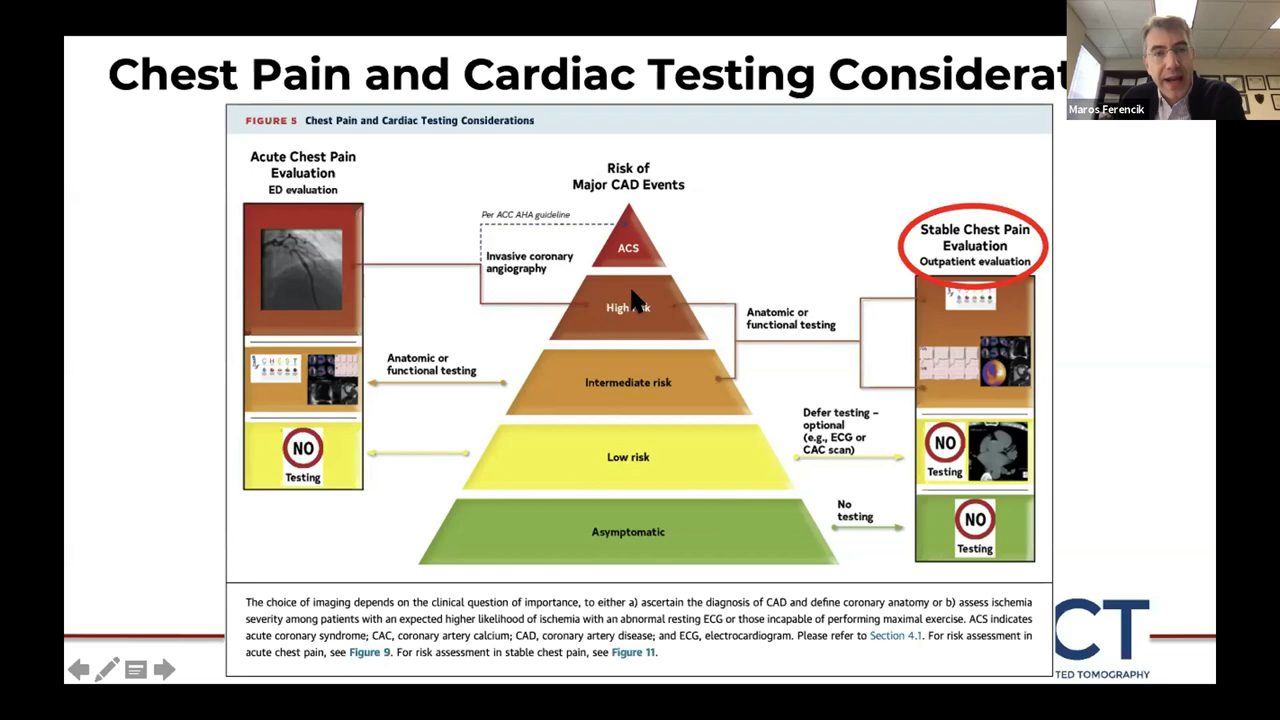 Chest Pain and Cardiac Testing Considerat
Maros Ferencik
FIGURE 5 Chest Pain and Cardiac Testing Considerations
Acute Chest Pain
Evaluation
ED evaluation
Risk of
Major CAD Events
Per ACC AHA guideline
Invasive coronary
angiography
ACS
Stable Chest Pain
Evaluation
Outpatient evaluation
High risk
Anatomic or
functional testing
Anatomic or
functional testing
C H E S T
Intermediate risk
Defer testing –
optional
(e.g., ECG or
CAC scan)
NO
Testing
Low risk
NO
Testing
No
testing
Asymptomatic
NO
Testing
The choice of imaging depends on the clinical question of importance, to either a) ascertain the diagnosis of CAD and define coronary anatomy or b) assess ischemia
severity among patients with an expected higher likelihood of ischemia with an abnormal resting ECG or those incapable of performing maximal exercise. ACS indicates
acute coronary syndrome; CAC, coronary artery calcium; CAD, coronary artery disease; and ECG, electrocardiogram. Please refer to Section 4.1. For risk assessment in
acute chest pain, see Figure 9. For risk assessment in stable chest pain, see Figure 11.
CT
TED TOMOGRAPHY